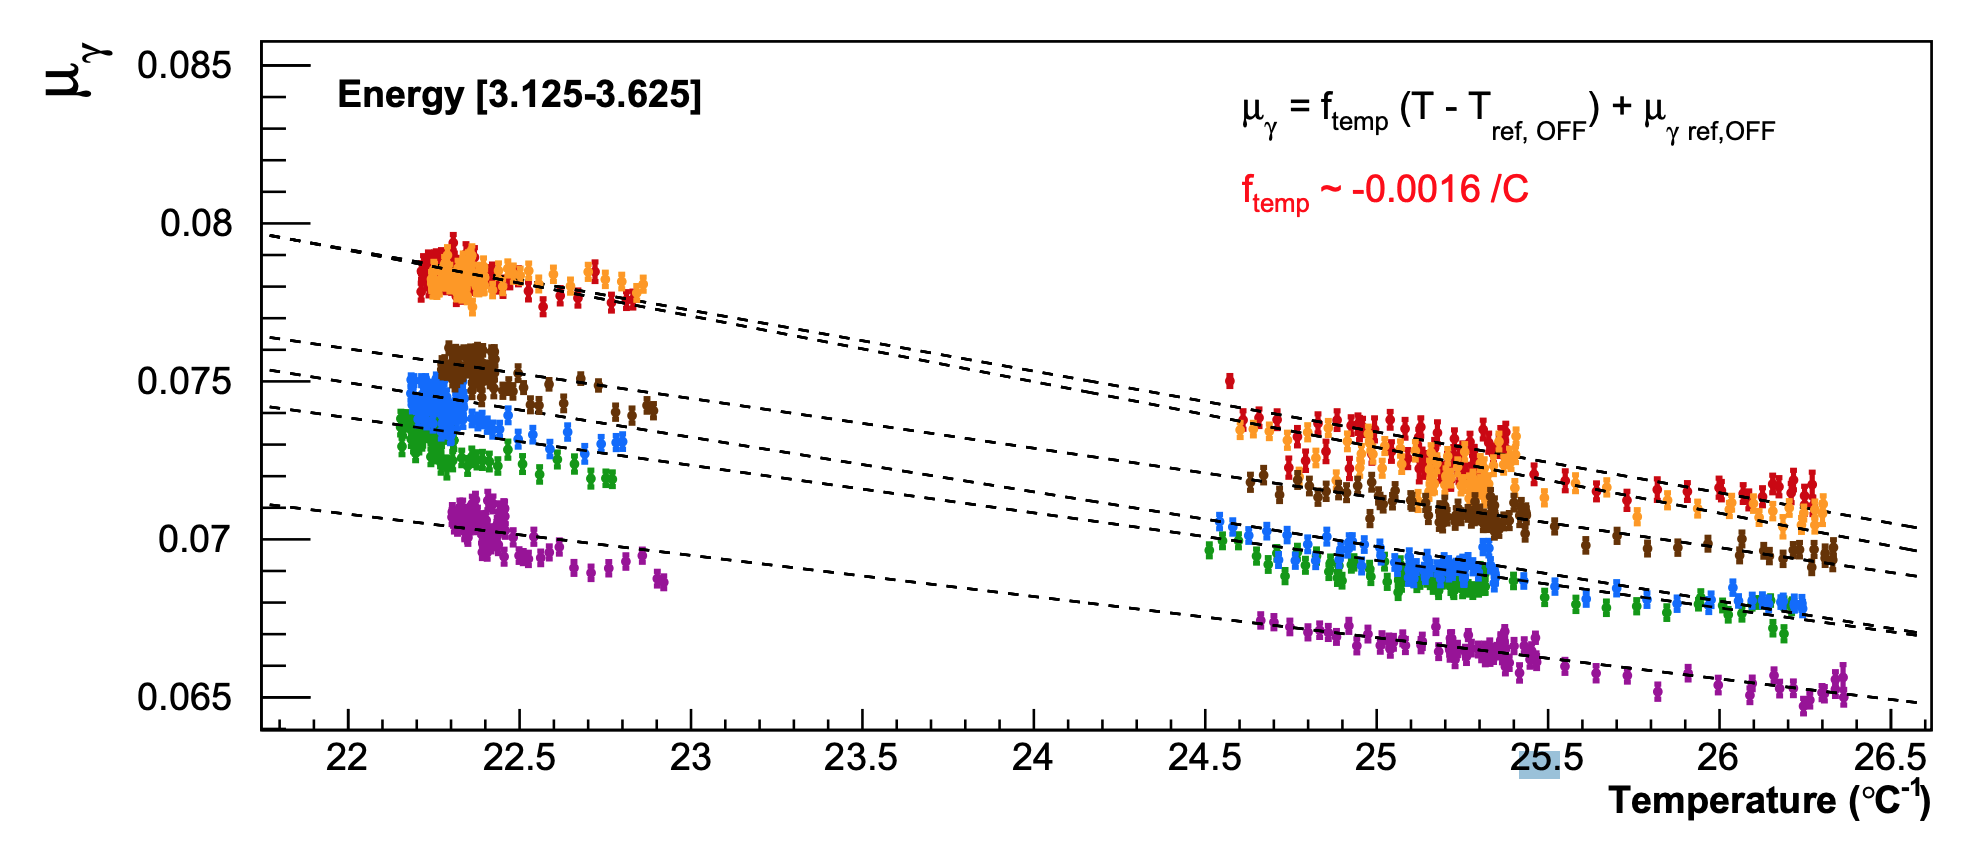 μγ
0.085
0.08
0.075
0.07
0.065
Energy [3.125-3.625]
μγ = ftemp (T - Tref, OFF) + μγ ref,OFF
ftemp ~ -0.0016 /C
22 22.5 23 23.5 24 24.5 25 25.5 26 26.5
Temperature (°C-1)